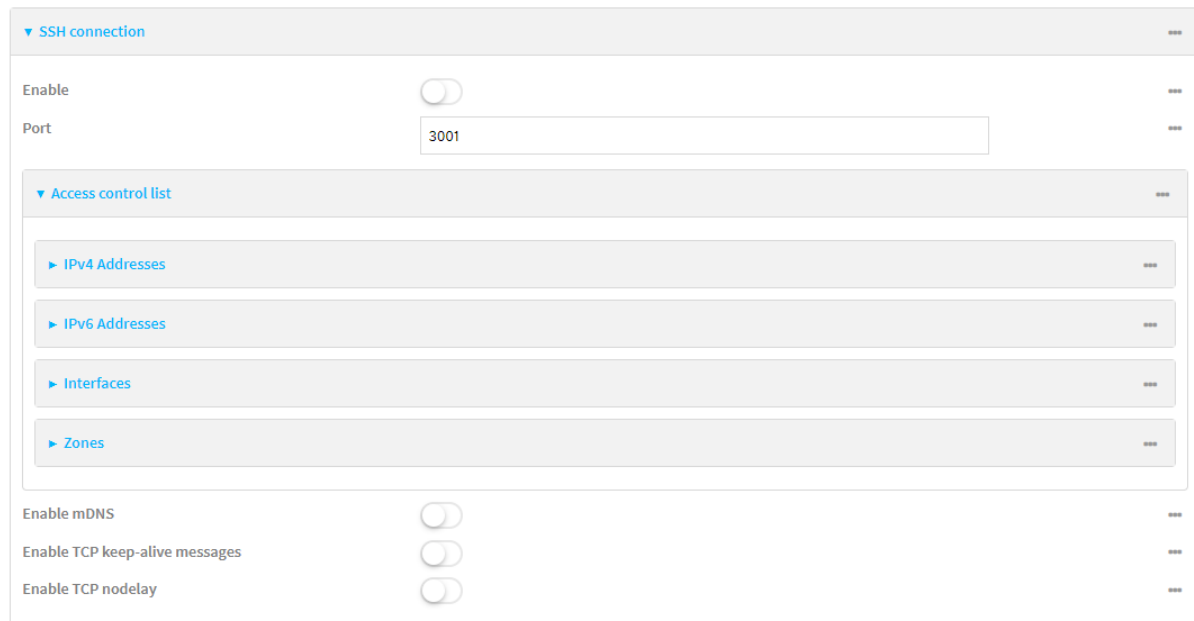 SSH connection
Enable
Port
3001
Access control list
IPv4 Addresses
IPv6 Addresses
Interfaces
Zones
Enable mDNS
Enable TCP keep-alive messages
Enable TCP nodelay